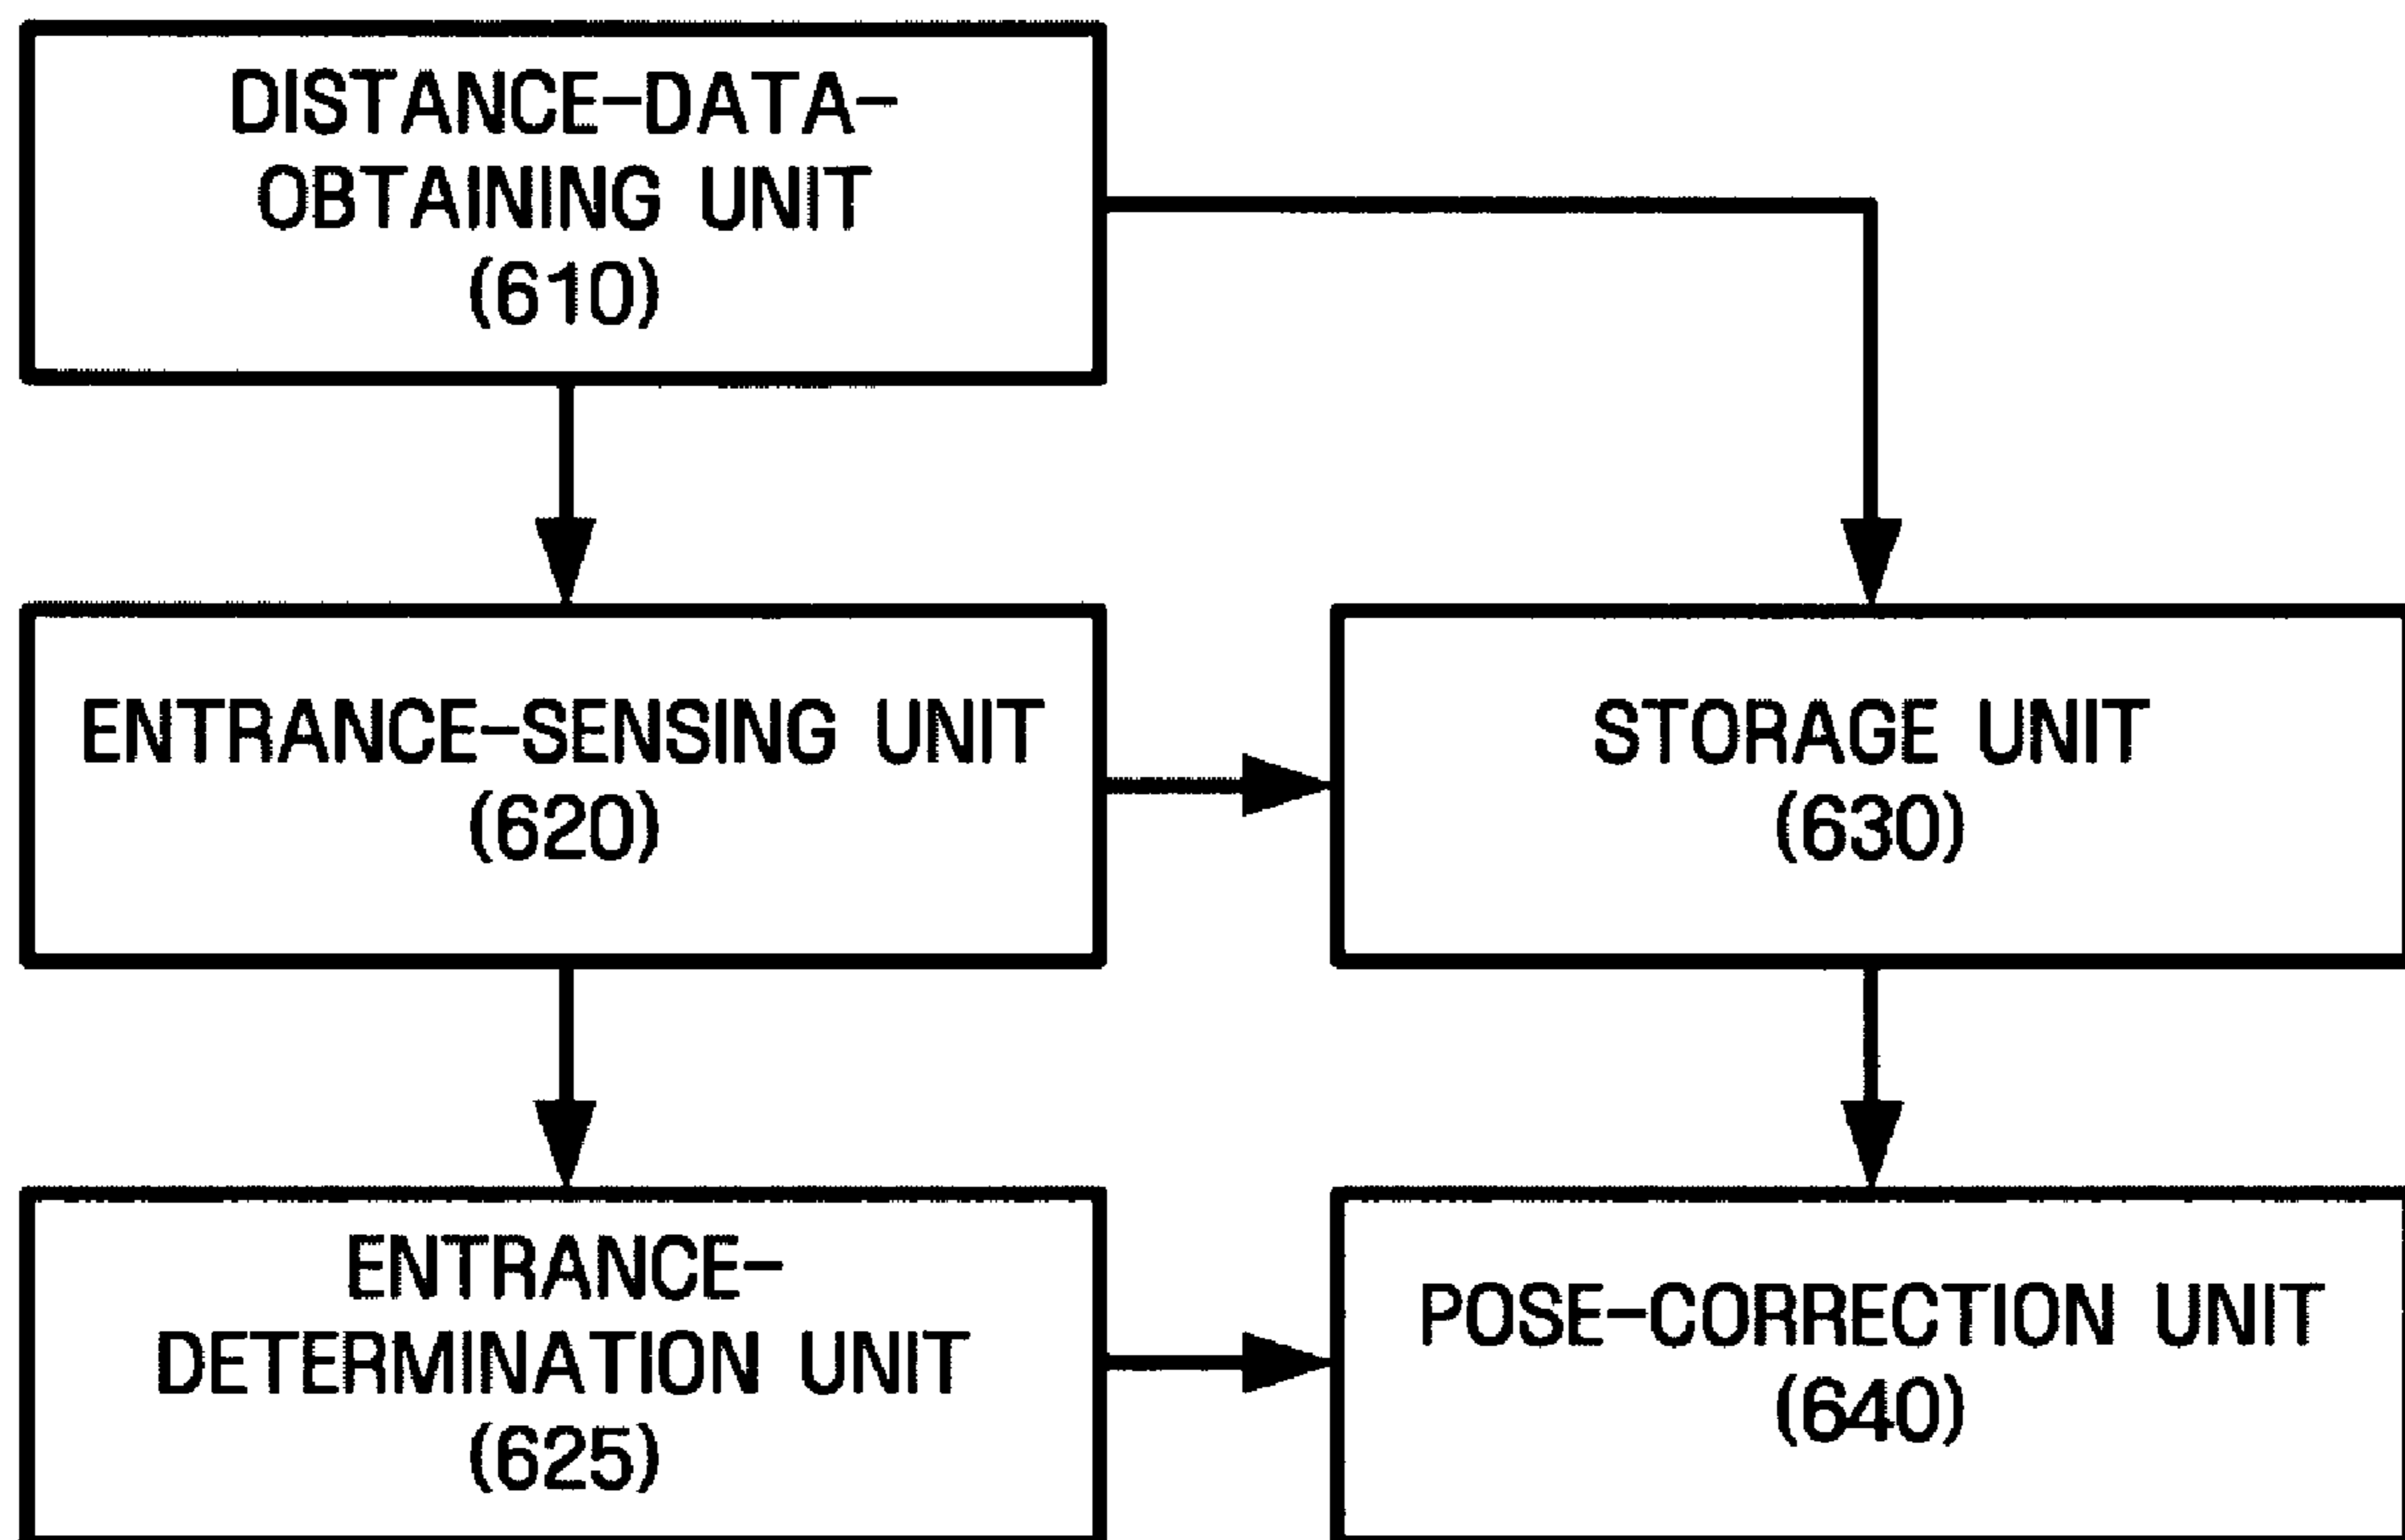 DISTANCE-DATA-
OBTAINING UNIT
(610)
ENTRANCE-SENSING UNIT
(620)
STORAGE UNIT
(630)
ENTRANCE-
DETERMINATION UNIT
(625)
POSE-CORRECTION UNIT
(640)